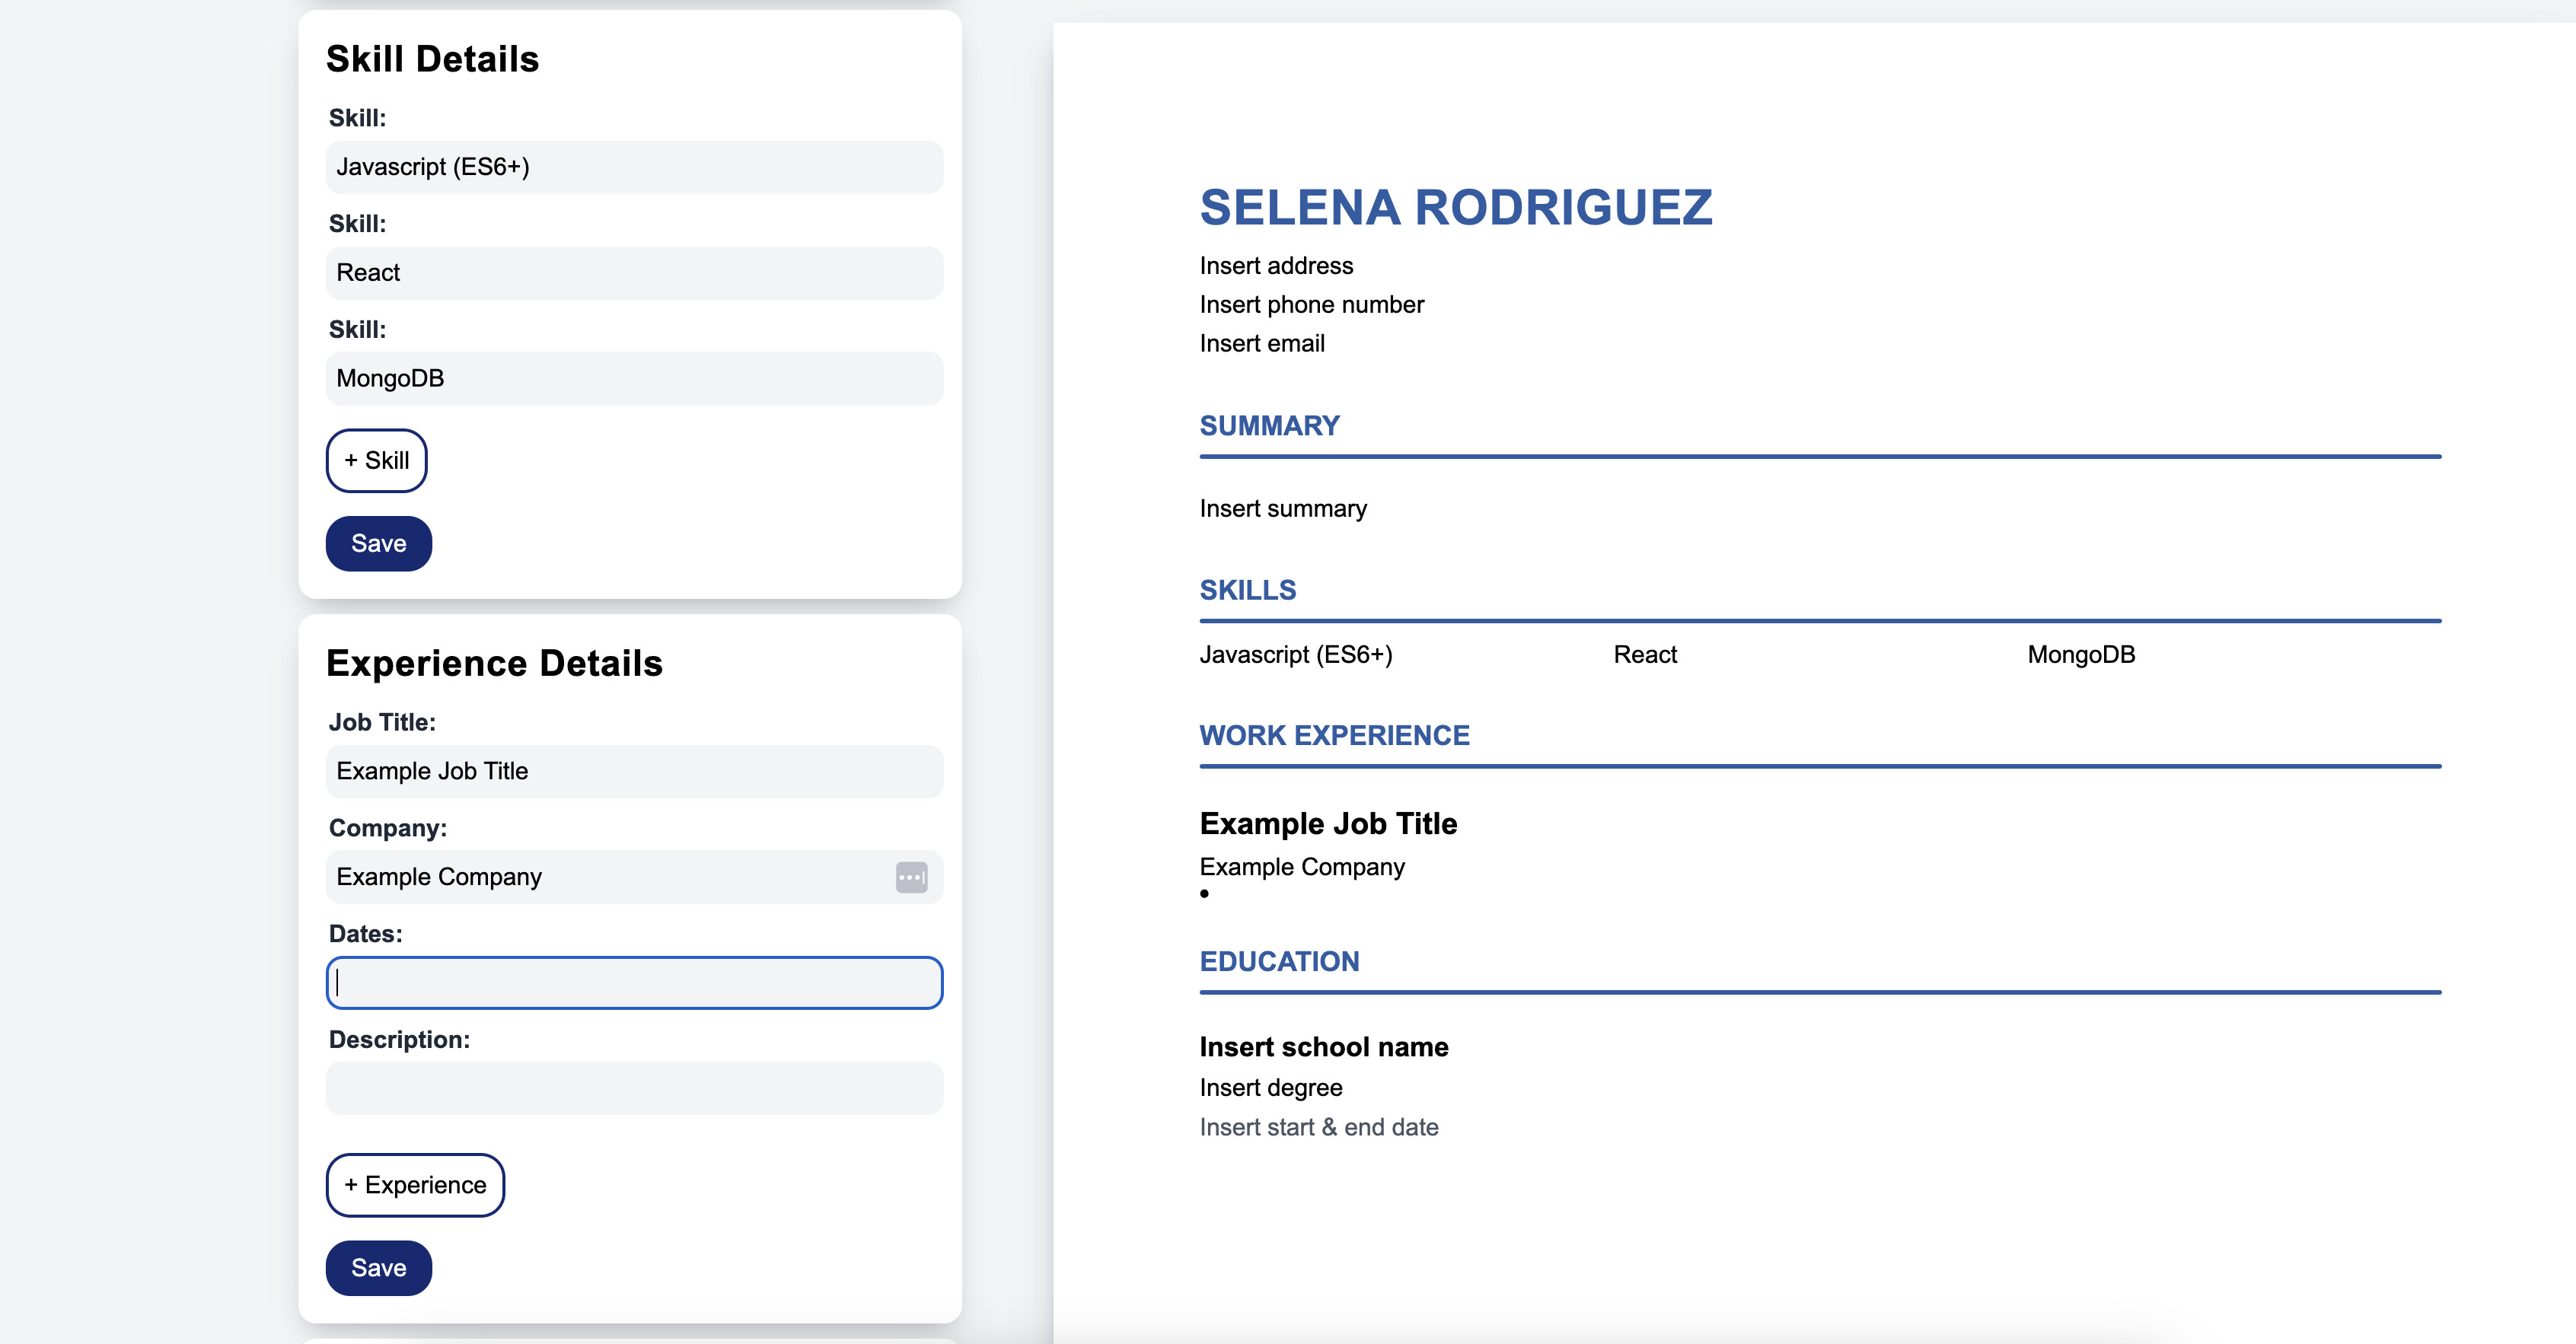 Skill Details
Skill:
Javascript (ES6+)
Skill:
React
Skill:
MongoDB
+ Skill
Save
Experience Details
Job Title:
Example Job Title
Company:
Example Company
Dates:
Description:
+ Experience
Save
SELENA RODRIGUEZ
Insert address
Insert phone number
Insert email
SUMMARY
Insert summary
SKILLS
Javascript (ES6+) React MongoDB
WORK EXPERIENCE
Example Job Title
Example Company
•
EDUCATION
Insert school name
Insert degree
Insert start & end date